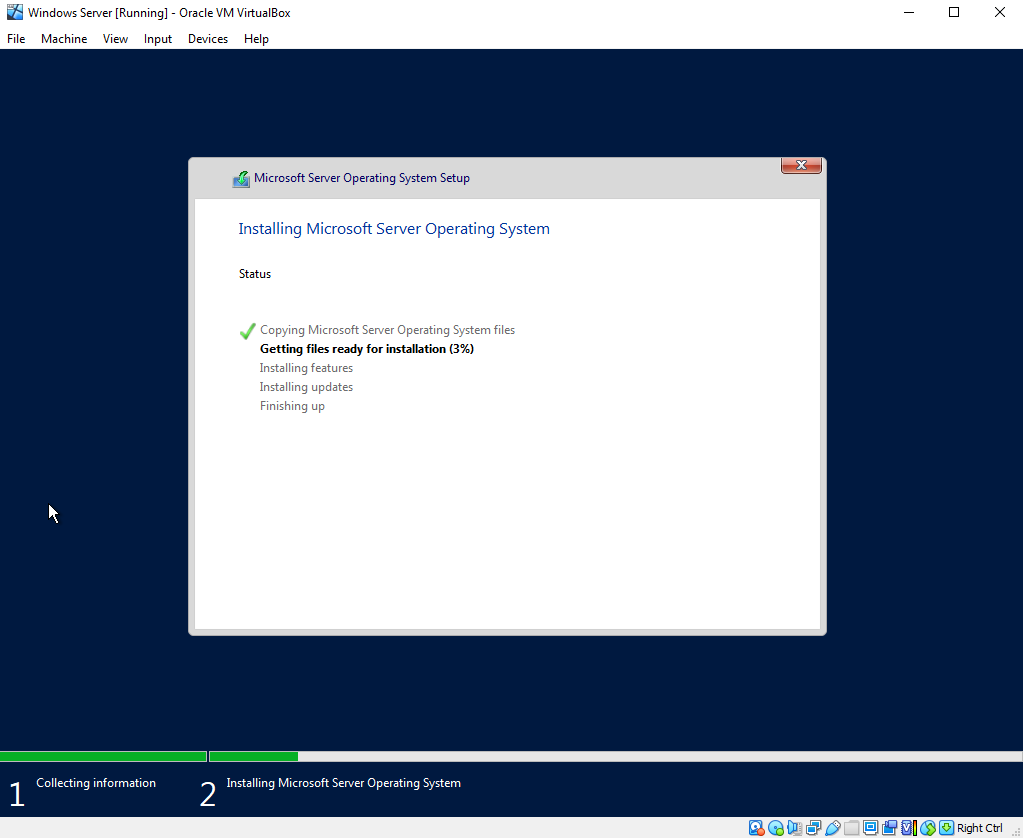 Windows Server [Running] - Oracle VM VirtualBox
File Machine View Input Devices Help
Microsoft Server Operating System Setup
Installing Microsoft Server Operating System
Status
Copying Microsoft Server Operating System files
Getting files ready for installation (3%)
Installing features
Installing updates
Finishing up
1 Collecting information
2 Installing Microsoft Server Operating System
Right Ctrl